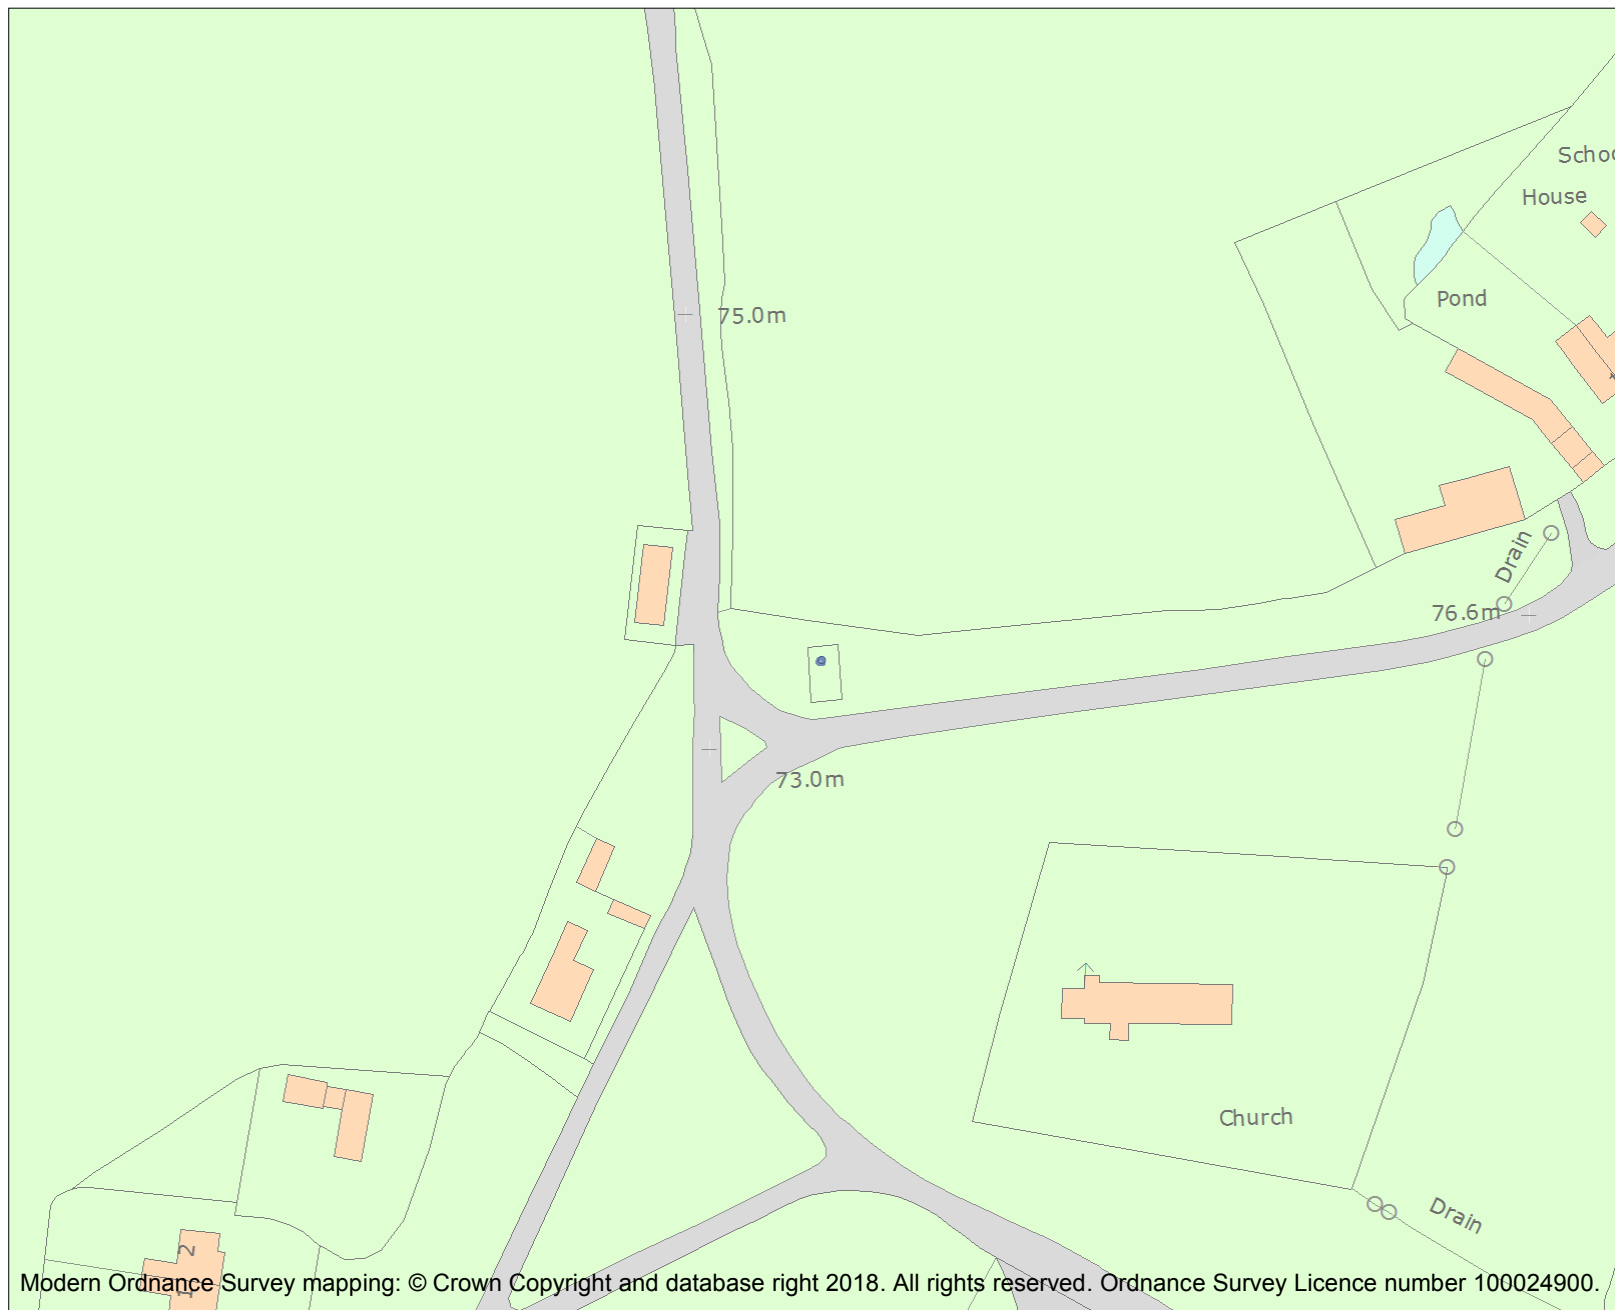 House
Pond
75.0m
Drain
76.6m
73.0m
Church
Drain
2
Modern Ordnance Survey mapping: © Crown Copyright and database right 2018. All rights reserved. Ordnance Survey Licence number 100024900.